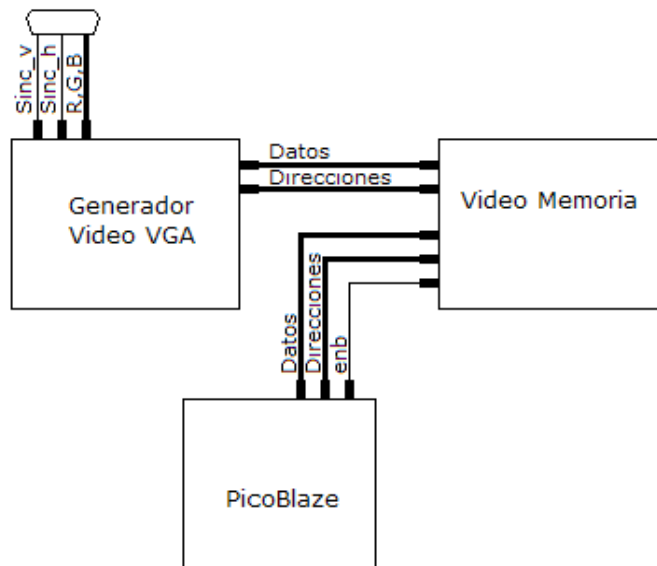 Sinc_v
Sinc_h
R,G,B
Datos
Direcciones
Generador
Video VGA
Video Memoria
Datos
Direcciones
enb
PicoBlaze